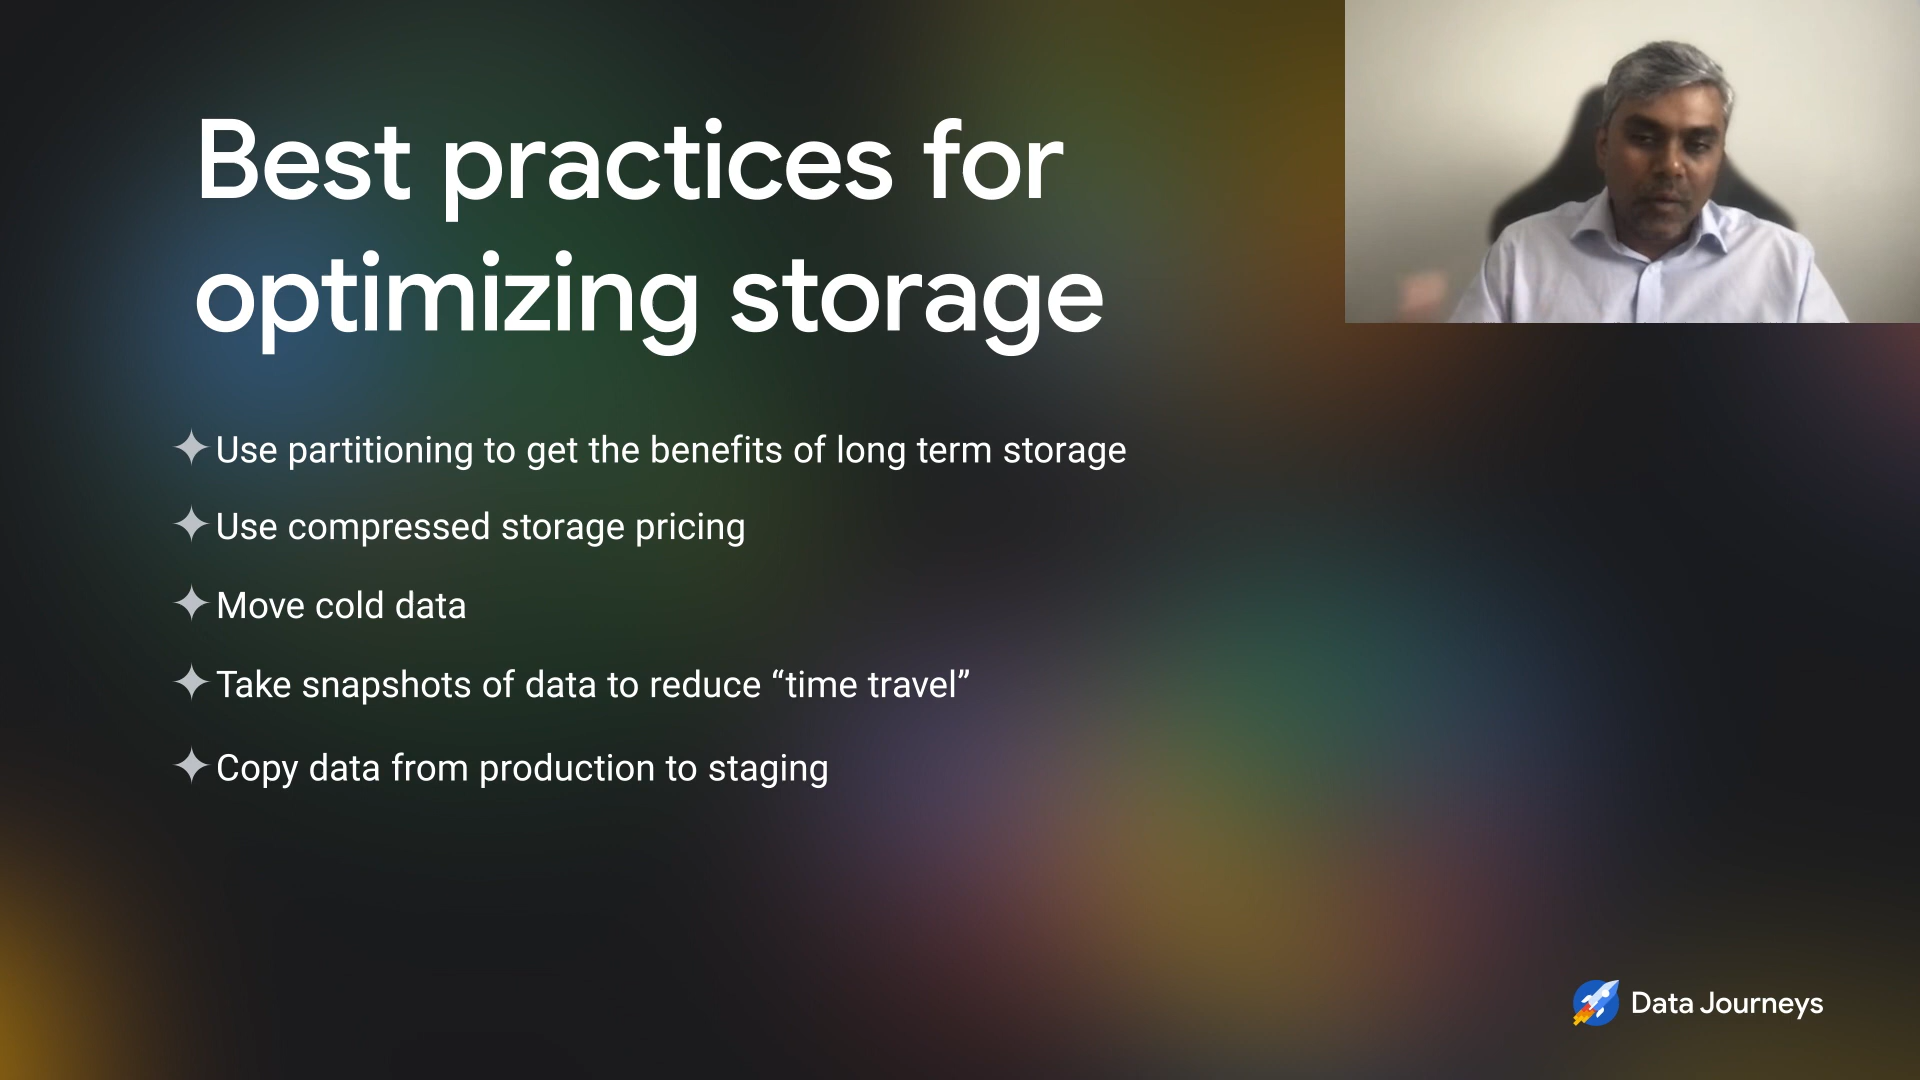 Best practices for
optimizing storage
Use partitioning to get the benefits of long term storage
Use compressed storage pricing
Move cold data
Take snapshots of data to reduce “time travel”
Copy data from production to staging
Data Journeys